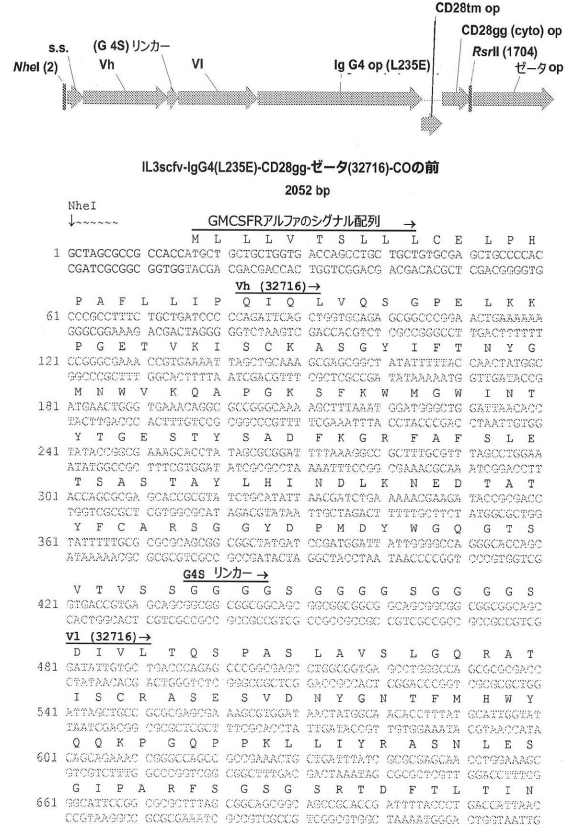 CD28tm op
CD28gg (cyto) op
RsrII (1704)
ゼータ op
(G 4S) リンカー
s.s.
NheI (2)
Vh
Vl
Ig G4 op (L235E)
IL3scfv-IgG4(L235E)-CD28gg-ゼータ(32716)-COの前
2052 bp
NheI
↓~~~~~~
GMCSFRアルファのシグナル配列 →
M L L L V T S L L L C E L P H
1 GCTAGCGCCG CCACCATGCT GCTGCTGGTG ACCAGCCTGC TGCTGTGCGA GCTGCCCCAC
CGATCGCGGC GGTGGTACGA CGACGACCAC TGGTCGGACG ACGACACGCT CGACGGGGTG
Vh (32716) →
P A F L L I P Q I Q L V Q S G P E L K K
61 CCCGCCTTTC TGCTGATCCC CCAGATTCAG CTGGTGCAGA GCGGCCCGGA ACTGAAAAAA
GGGCGGAAAG ACGACTAGGG GGTCTAAGTC GACCACGTCT CGCCGGGCCT TGACTTTTTT
P G E T V K I S C K A S G Y I F T N Y G
121 CCGGGCGAAA CCGTGAAAAT TAGCTGCAAA GCGAGCGGCT ATATTTTTAC CAACTATGGC
GGCCCGCTTT GGCACTTTTA ATCGACGTTT CGCTCGCCGA TATAAAAATG GTTGATACCG
M N W V K Q A P G K S F K W M G W I N T
181 ATGAACTGGG TGAAACAGGC GCCGGGCAAA AGCTTTAAAT GGATGGGCTG GATTAACACC
TACTTGACCC ACTTTGTCCG CGGCCCGTTT TCGAAATTTA CCTACCCGAC CTAATTGTGG
Y T G E S T Y S A D F K G R F A F S L E
241 TATACCGGCG AAAGCACCTA TAGCGCGGAT TTTAAAGGCC GCTTTGCGTT TAGCCTGGAA
ATATGGCCGC TTTCGTGGAT ATCGCGCCTA AAATTTCCGG CGAAACGCAA ATCGGACCTT
T S A S T A Y L H I N D L K N E D T A T
301 ACCAGCGCGA GCACCGCGTA TCTGCATATT AACGATCTGA AAAACGAAGA TACCGCGACC
TGGTCGCGCT CGTGGCGCAT AGACGTATAA TTGCTAGACT TTTTGCTTCT ATGGCGCTGG
Y F C A R S G G Y D P M D Y W G Q G T S
361 TATTTTTGCG CGCGCAGCGG CGGCTATGAT CCGATGGATT ATTGGGGCCA GGGCACCAGC
ATAAAAACGC GCGCGTCGCC GCCGATACTA GGCTACCTAA TAACCCCGGT CCCGTGGTCG
G4S リンカー →
V T V S S G G G G S G G G G S G G G G S
421 GTGACCGTGA GCAGCGGCGG CGGCGGCAGC GGCGGCGGCG GCAGCGGCGG CGGCGGCAGC
CACTGGCACT CGTCGCCGCC GCCGCCGTCG CCGCCGCCGC CGTCGCCGCC GCCGCCGTCG
Vl (32716) →
D I V L T Q S P A S L A V S L G Q R A T
481 GATATTGTGC TGACCCAGAG CCCGGCGAGC CTGGCGGTGA GCCTGGGCCA GCGCGCGACC
CTATAACACG ACTGGGTCTC GGGCCGCTCG GACCGCCACT CGGACCCGGT CGCGCGCTGG
I S C R A S E S V D N Y G N T F M H W Y
541 ATTAGCTGCC GCGCGAGCGA AAGCGTGGAT AACTATGGCA ACACCTTTAT GCATTGGTAT
TAATCGACGG CGCGCTCGCT TTCGCACCTA TTGATACCGT TGTGGAAATA CGTAACCATA
Q Q K P G Q P P K L L I Y R A S N L E S
601 CAGCAGAAAC CGGGCCAGCC GCCGAAACTG CTGATTTATC GCGCGAGCAA CCTGGAAAGC
GTCGTCTTTG GCCCGGTCGG CGGCTTTGAC GACTAAATAG CGCGCTCGTT GGACCTTTCG
G I P A R F S G S G S R T D F T L T I N
661 GGCATTCCGG CGCGCTTTAG CGGCAGCGGC AGCCGCACCG ATTTTACCCT GACCATTAAC
CCGTAAGGCC GCGCGAAATC GCCGTCGCCG TCGGCGTGGC TAAAATGGGA CTGGTAATTG